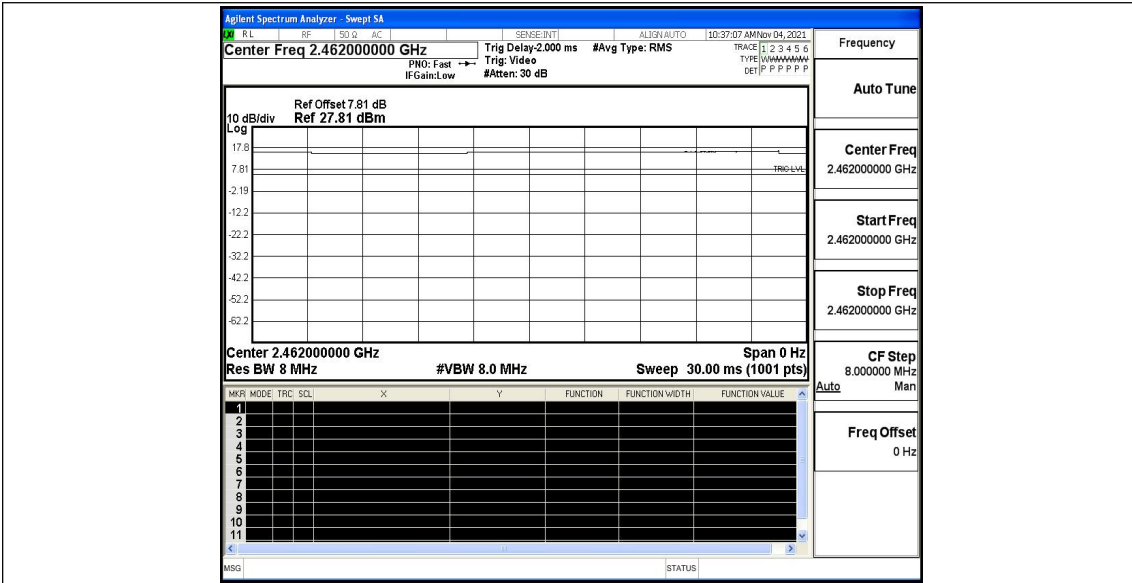 Agilent Spectrum Analyzer - Swept SA
LXI RL RF 50 Ω AC SENSE:INT ALIGN AUTO 10:37:07 AM Nov 04, 2021
Center Freq 2.462000000 GHz Trig Delay-2.000 ms #Avg Type: RMS TRACE 1 2 3 4 5 6
PNO: Fast Trig: Video TYPE WWWWWW
IFGain:Low #Atten: 30 dB DET P P P P P P
Ref Offset 7.81 dB
10 dB/div Ref 27.81 dBm
Log
17.8
7.81
TRIG LVL
-2.19
-12.2
-22.2
-32.2
-42.2
-52.2
-62.2
Center 2.462000000 GHz Span 0 Hz
Res BW 8 MHz #VBW 8.0 MHz Sweep 30.00 ms (1001 pts)
MKR MODE TRC SCL X Y FUNCTION FUNCTION WIDTH FUNCTION VALUE
1
2
3
4
5
6
7
8
9
10
11
MSG STATUS
Frequency
Auto Tune
Center Freq
2.462000000 GHz
Start Freq
2.462000000 GHz
Stop Freq
2.462000000 GHz
CF Step
8.000000 MHz
Auto Man
Freq Offset
0 Hz